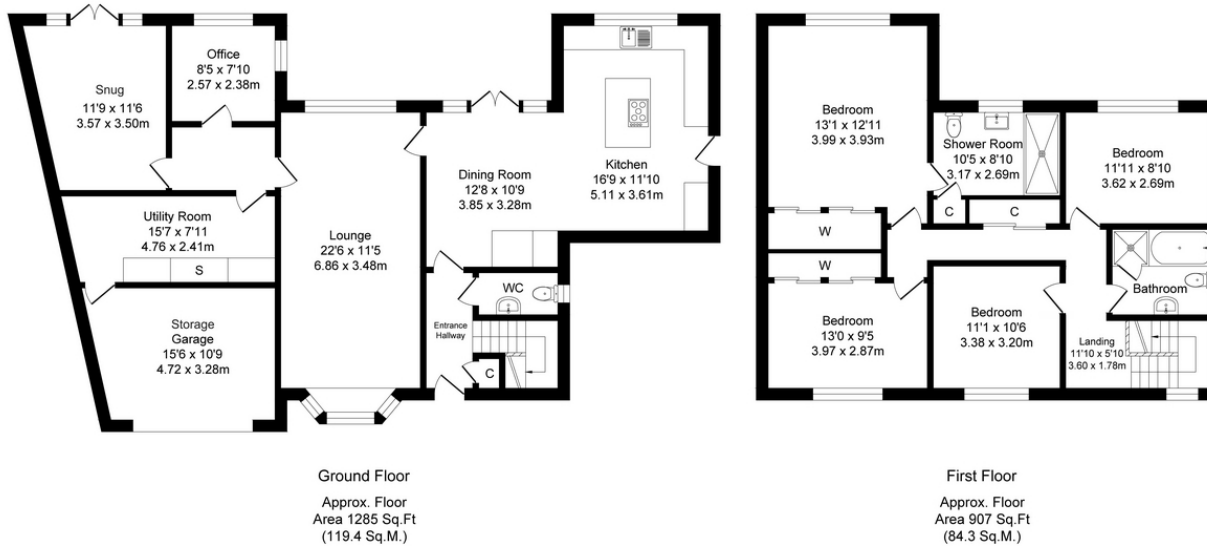 Snug
11'9 x 11'6
3.57 x 3.50m
Office
8'5 x 7'10
2.57 x 2.38m
Utility Room
15'7 x 7'11
4.76 x 2.41m
S
Storage
Garage
15'6 x 10'9
4.72 x 3.28m
Lounge
22'6 x 11'5
6.86 x 3.48m
Dining Room
12'8 x 10'9
3.85 x 3.28m
Kitchen
16'9 x 11'10
5.11 x 3.61m
WC
Entrance
Hallway
C
Ground Floor
Approx. Floor
Area 1285 Sq.Ft
(119.4 Sq.M.)
Bedroom
13'1 x 12'11
3.99 x 3.93m
Shower Room
10'5 x 8'10
3.17 x 2.69m
Bedroom
11'11 x 8'10
3.62 x 2.69m
C
C
W
W
Bedroom
13'0 x 9'5
3.97 x 2.87m
Bedroom
11'1 x 10'6
3.38 x 3.20m
Bathroom
Landing
11'10 x 5'10
3.60 x 1.78m
First Floor
Approx. Floor
Area 907 Sq.Ft
(84.3 Sq.M.)